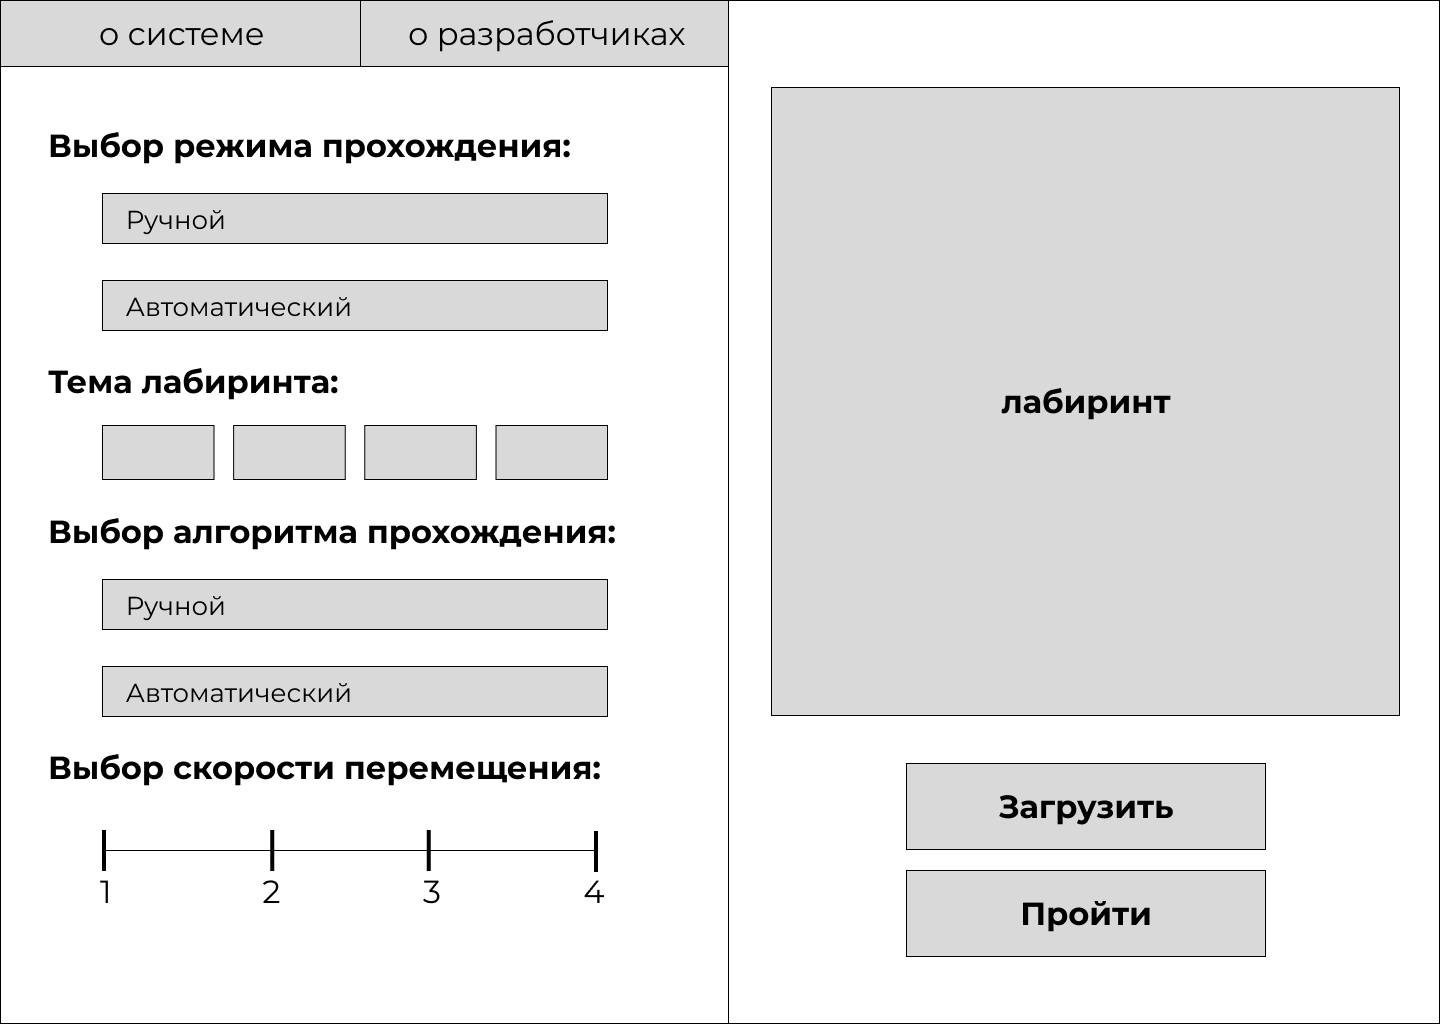 о системе
о разработчиках
Выбор режима прохождения:
Ручной
Автоматический
Тема лабиринта:
Выбор алгоритма прохождения:
Ручной
Автоматический
Выбор скорости перемещения:
1 2 3 4
лабиринт
Загрузить
Пройти